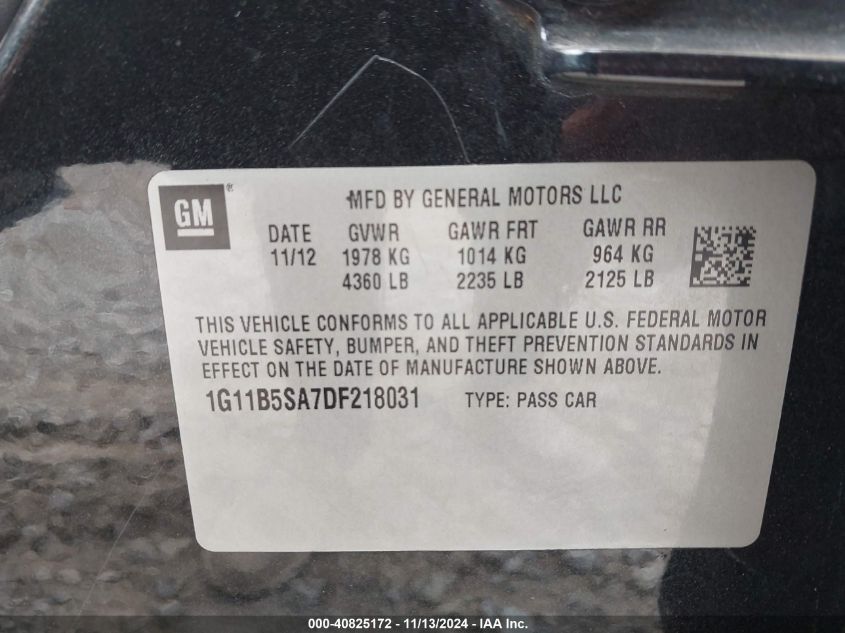 GM®
MFD BY GENERAL MOTORS LLC
DATE GVWR GAWR FRT GAWR RR
11/12 1978 KG 1014 KG 964 KG
4360 LB 2235 LB 2125 LB
THIS VEHICLE CONFORMS TO ALL APPLICABLE U.S. FEDERAL MOTOR
VEHICLE SAFETY, BUMPER, AND THEFT PREVENTION STANDARDS IN
EFFECT ON THE DATE OF MANUFACTURE SHOWN ABOVE.
1G11B5SA7DF218031 TYPE: PASS CAR
000-40825172 - 11/13/2024 - IAA Inc.